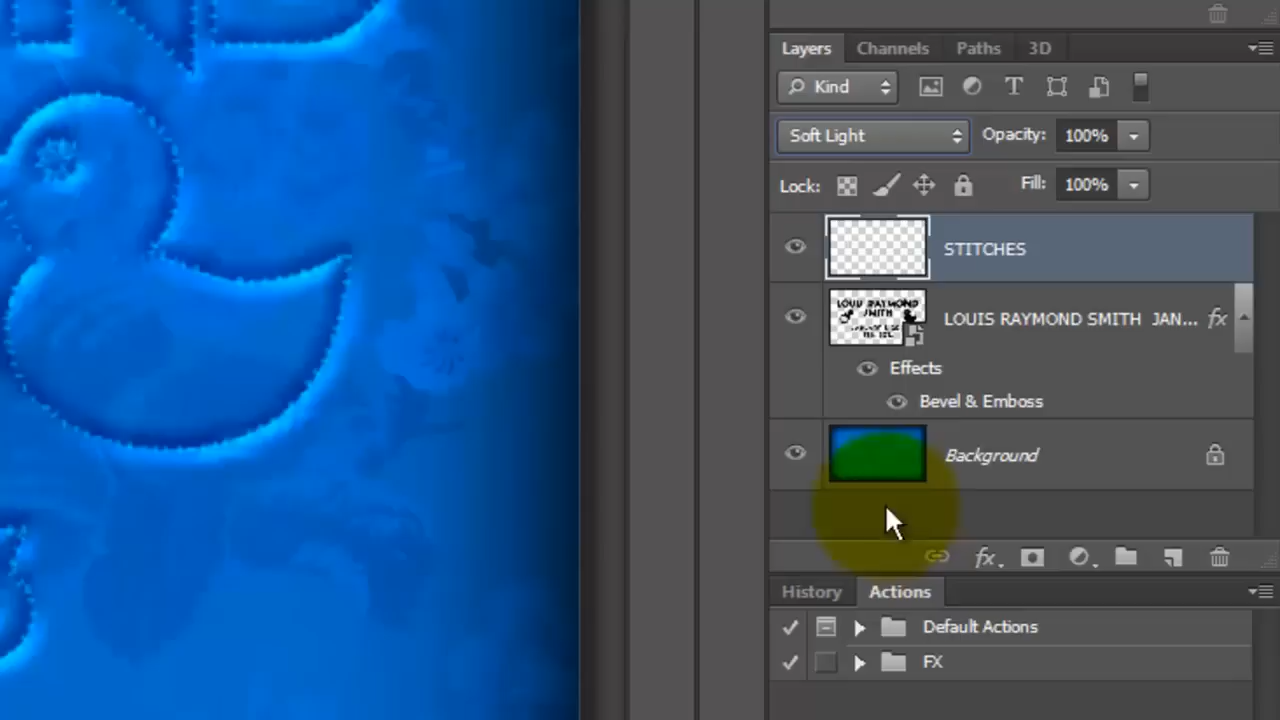 Layers Channels Paths 3D
Kind
Soft Light Opacity: 100%
Lock: Fill: 100%
STITCHES
LOUIS RAYMOND SMITH JAN... fx
Effects
Bevel & Emboss
Background
fx
History Actions
Default Actions
FX